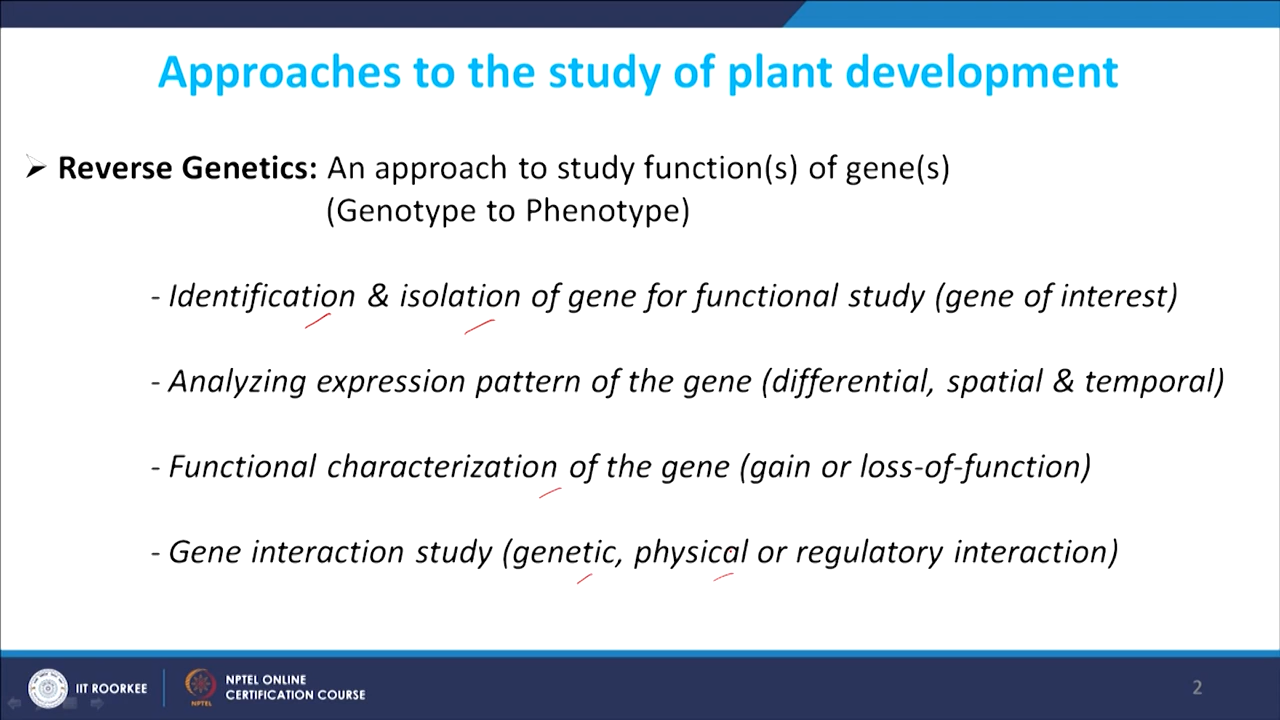 Approaches to the study of plant development
Reverse Genetics: An approach to study function(s) of gene(s)
(Genotype to Phenotype)
- Identification & isolation of gene for functional study (gene of interest)
- Analyzing expression pattern of the gene (differential, spatial & temporal)
- Functional characterization of the gene (gain or loss-of-function)
- Gene interaction study (genetic, physical or regulatory interaction)
IIT ROORKEE
NPTEL
NPTEL ONLINE
CERTIFICATION COURSE
2